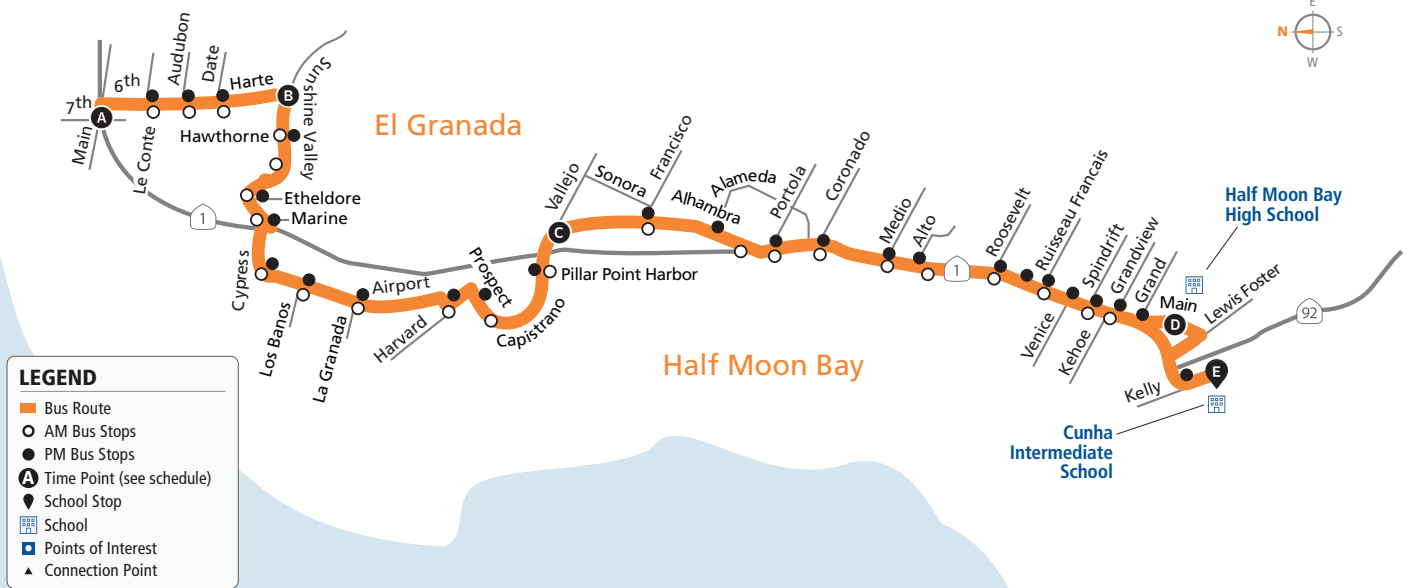 E
N
S
W
6th
Audubon
Date
Harte
7th
A
B
Main
Le Conte
Hawthorne
Sunshine Valley
El Granada
Etheldore
Marine
1
Cypress
Los Banos
La Granada
Airport
Harvard
Prospect
Capistrano
Pillar Point Harbor
C
Vallejo
Sonora
Francisco
Alhambra
Alameda
Portola
Coronado
Medio
Alto
1
Roosevelt
Ruisseau Francais
Spindrift
Grandview
Grand
Venice
Kehoe
Main
D
Lewis Foster
Half Moon Bay
High School
92
Kelly
E
Half Moon Bay
Cunha
Intermediate
School
LEGEND
Bus Route
AM Bus Stops
PM Bus Stops
A Time Point (see schedule)
School Stop
School
Points of Interest
Connection Point